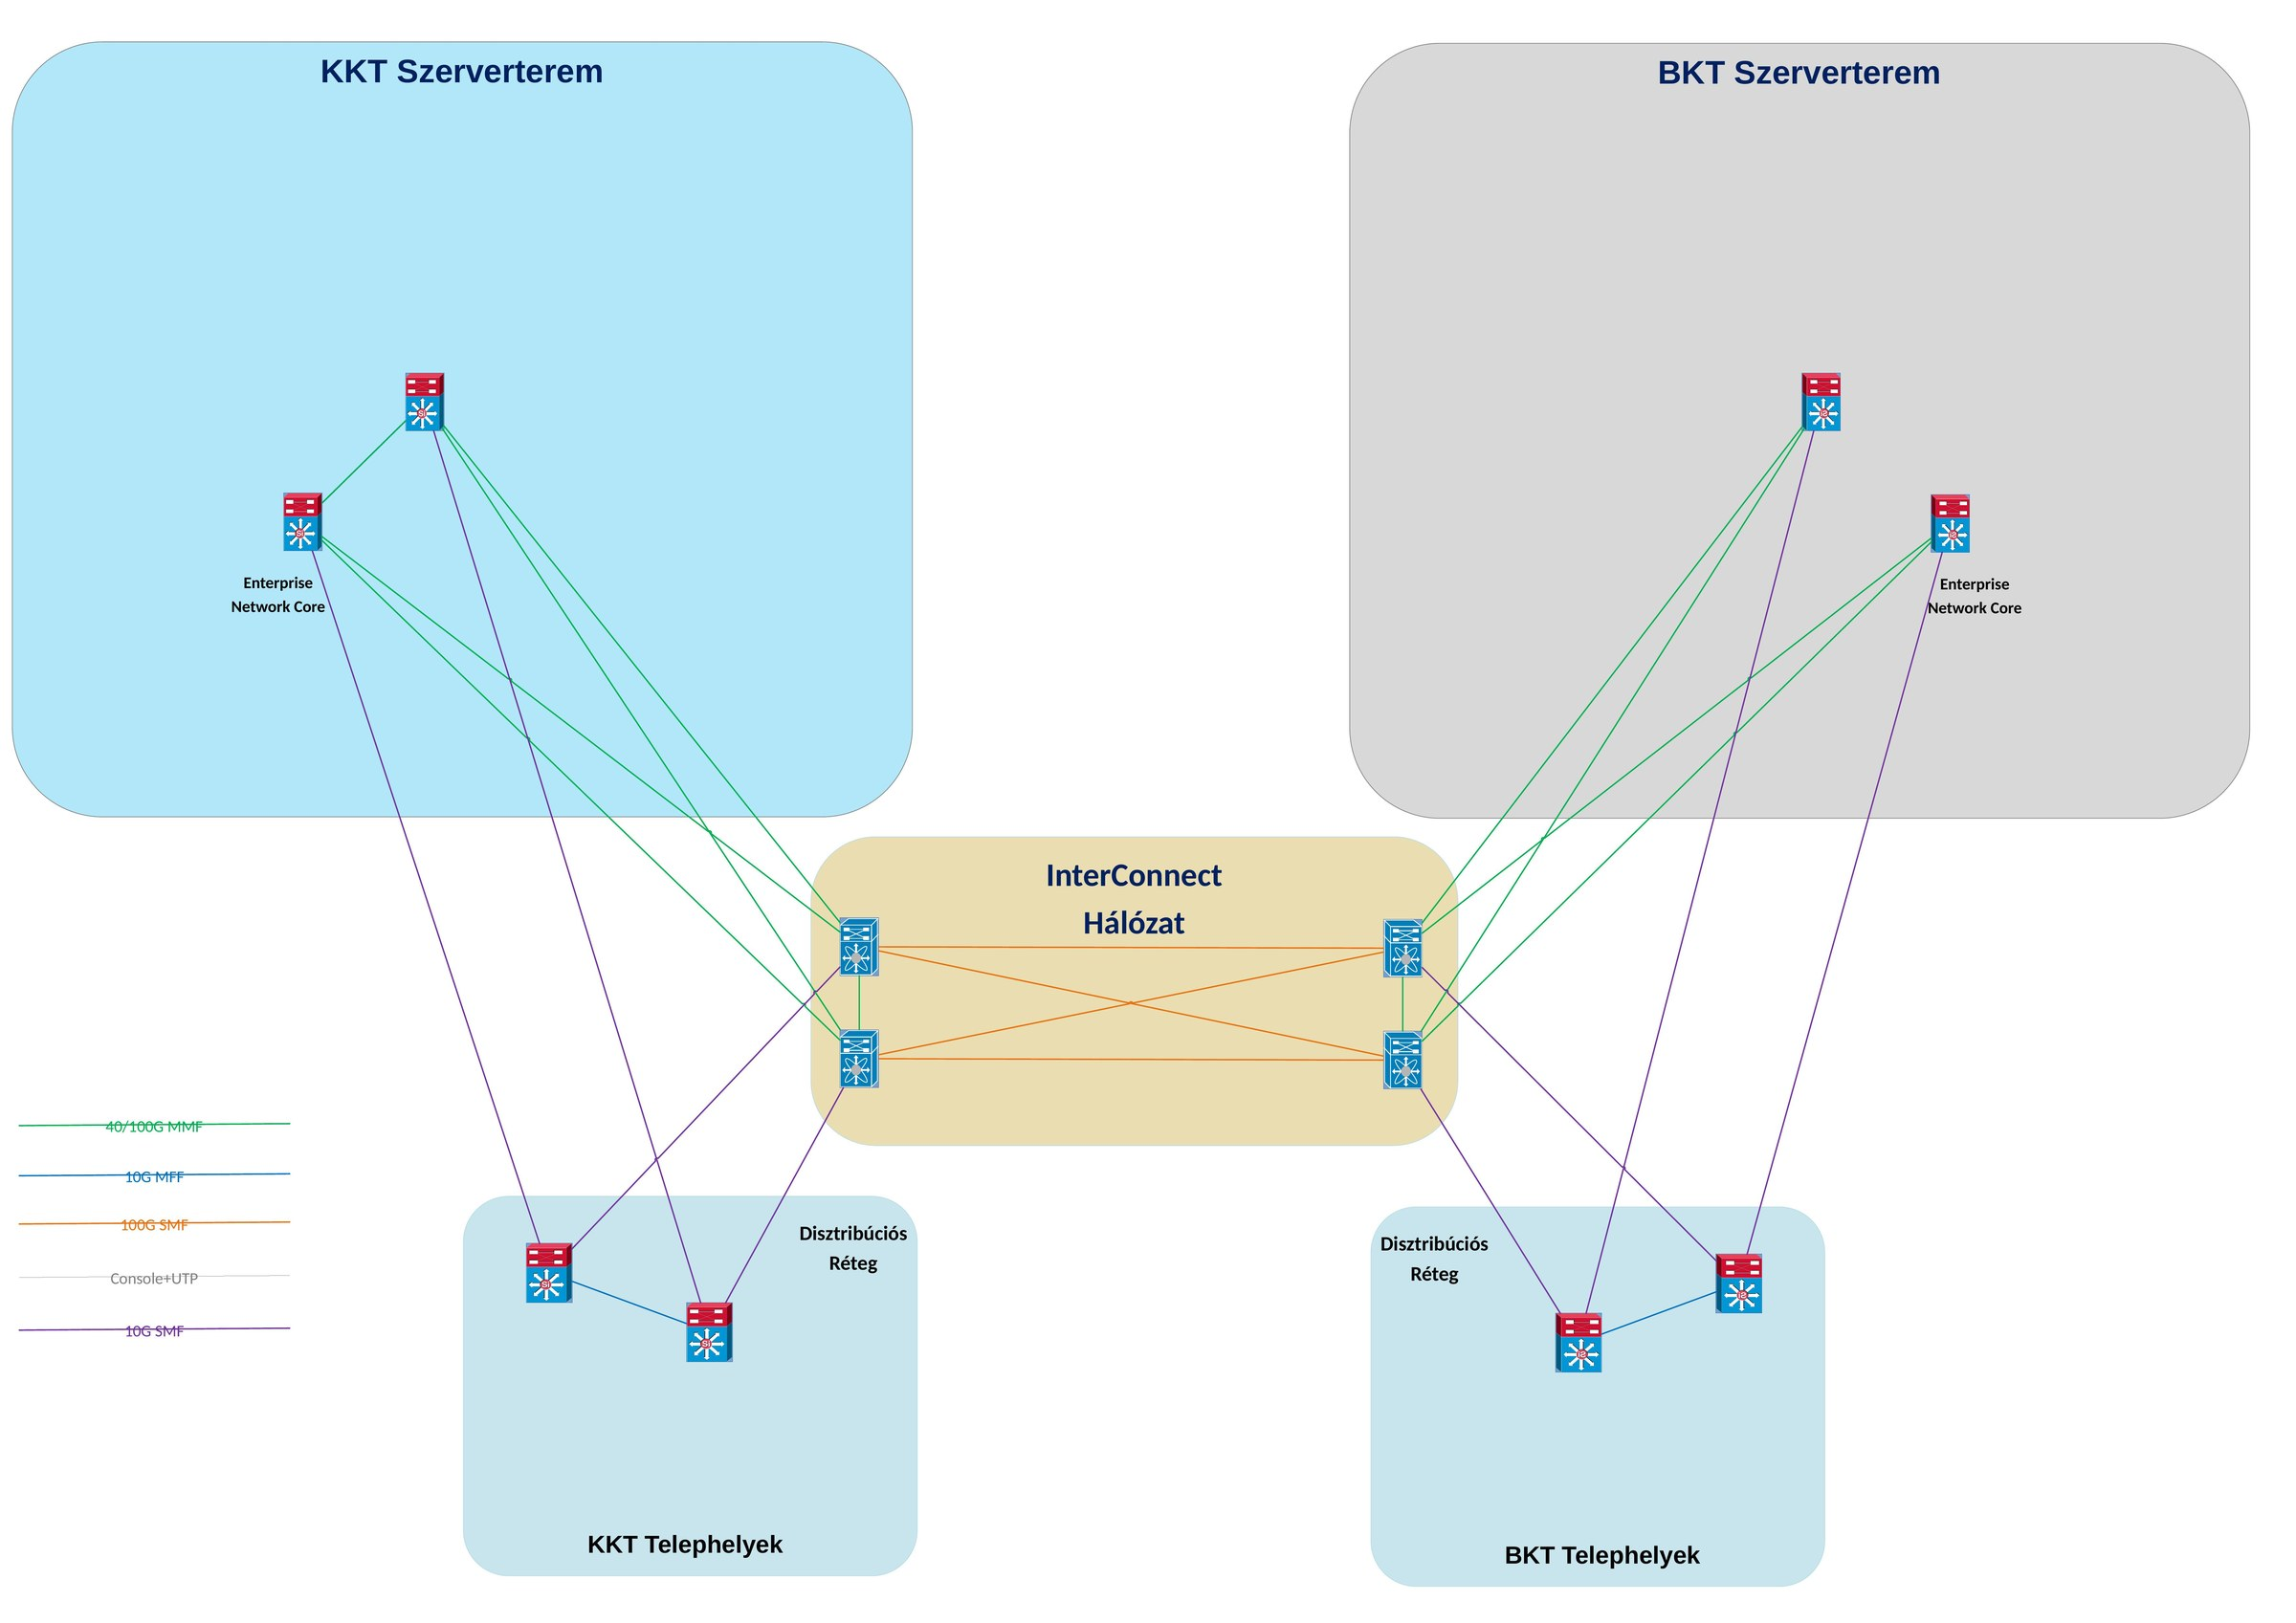 KKT Szerverterem
BKT Szerverterem
Enterprise
Network Core
Enterprise
Network Core
InterConnect
Hálózat
40/100G MMF
10G MFF
100G SMF
Console+UTP
10G SMF
Disztribúciós
Réteg
Disztribúciós
Réteg
KKT Telephelyek
BKT Telephelyek